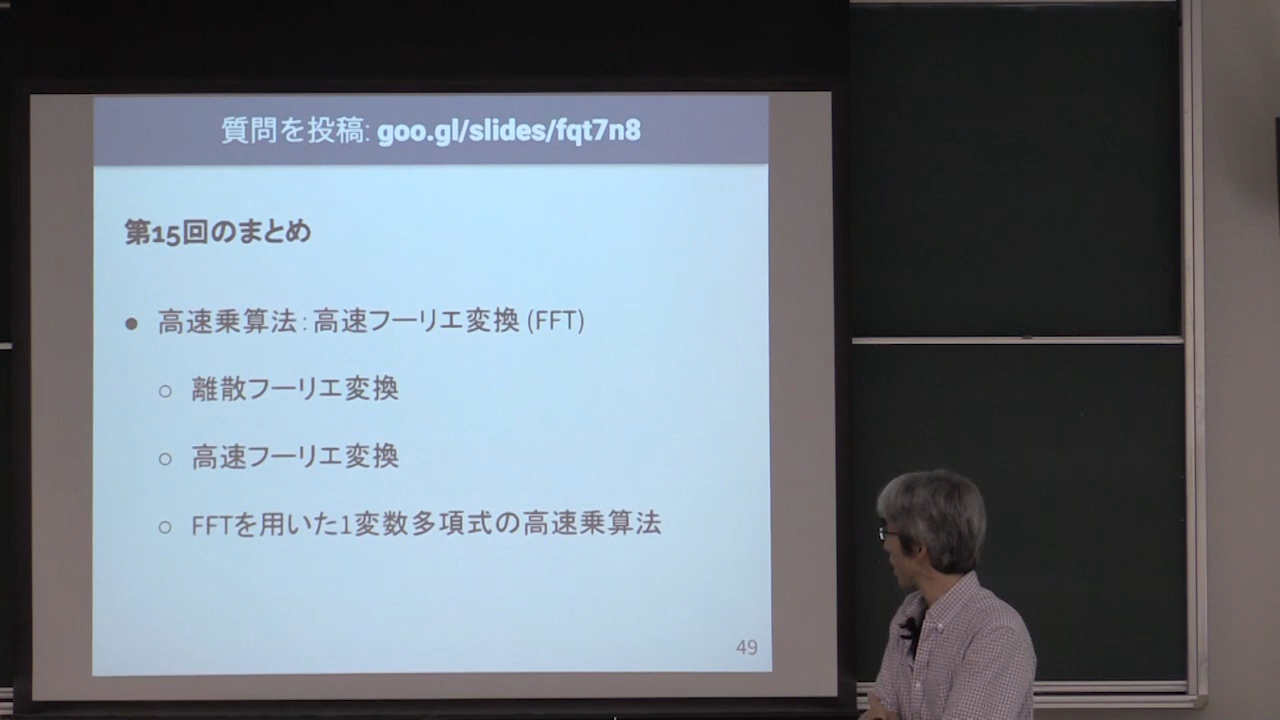 質問を投稿: goo.gl/slides/fqt7n8
第15回のまとめ
● 高速乗算法：高速フーリエ変換 (FFT)
○ 離散フーリエ変換
○ 高速フーリエ変換
○ FFTを用いた1変数多項式の高速乗算法
49